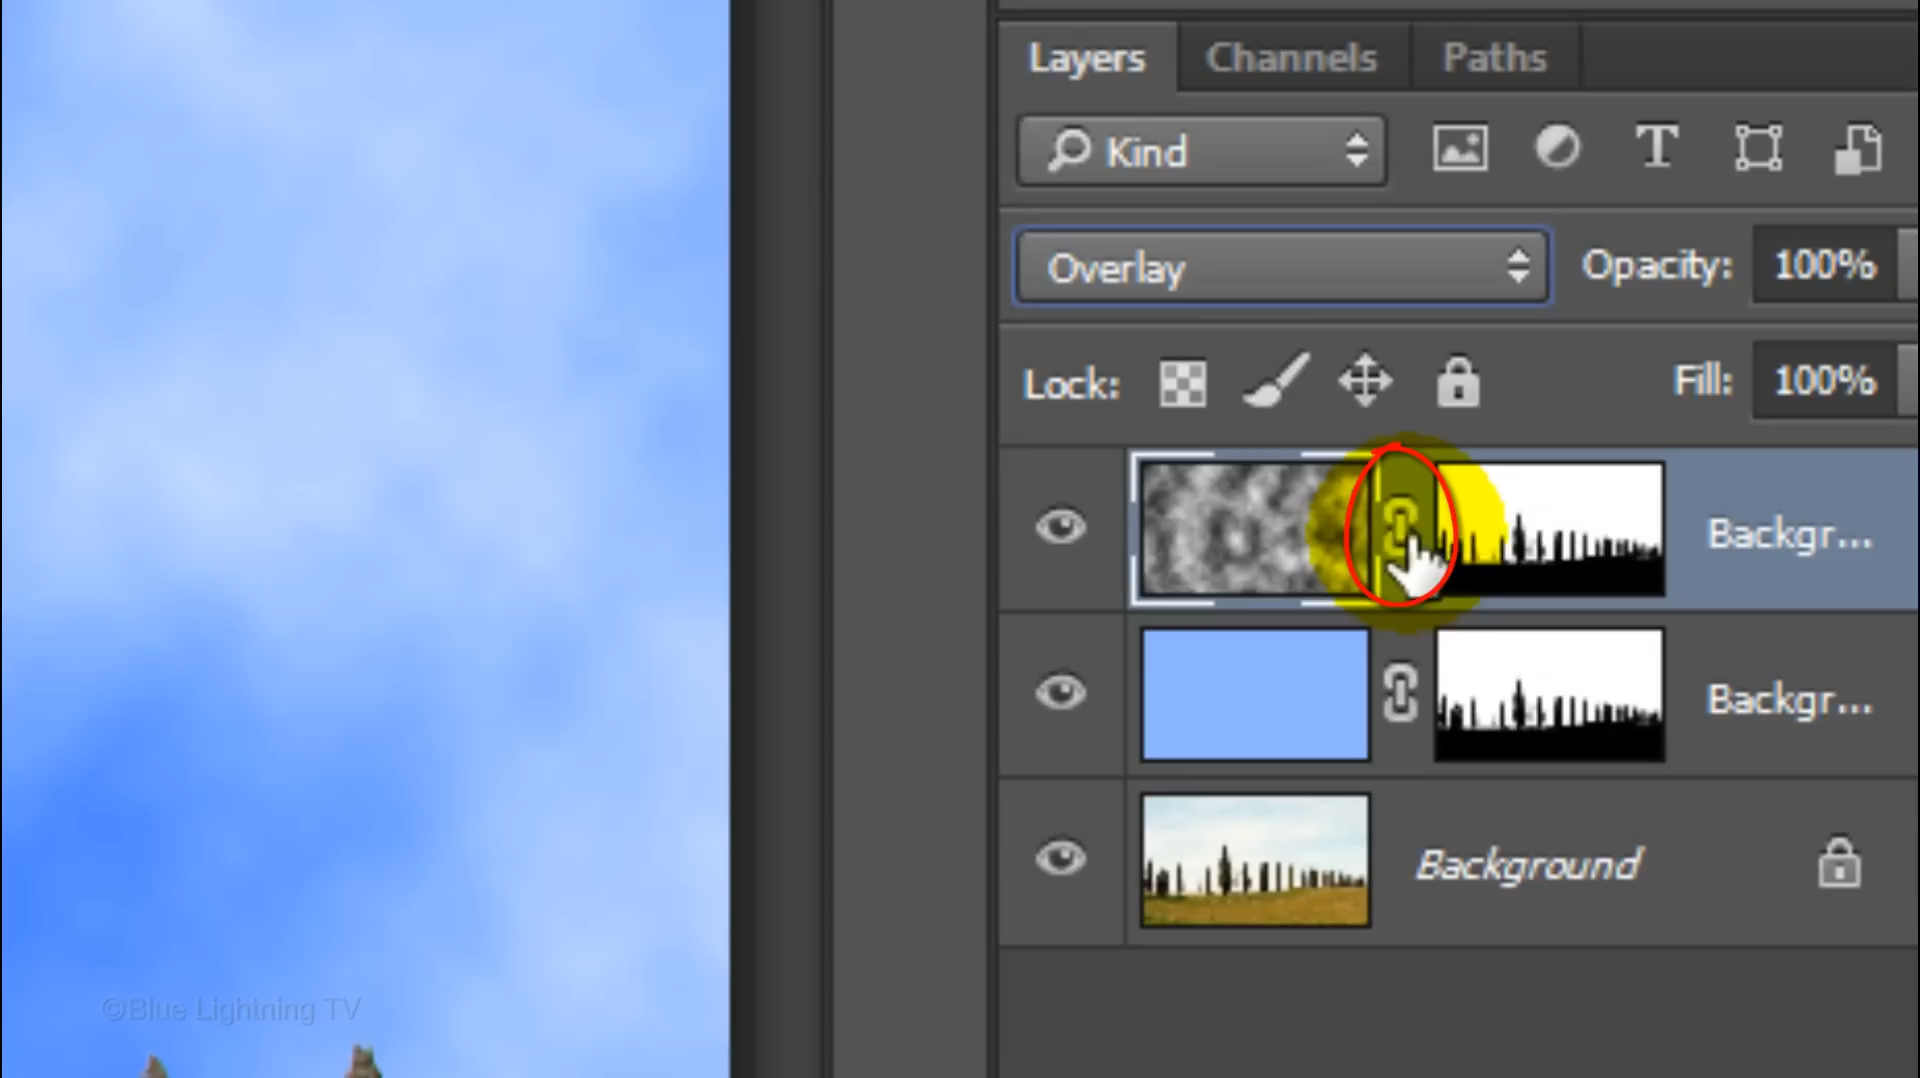 Layers Channels Paths
Kind
Overlay Opacity: 100%
Lock: Fill: 100%
Backgr...
Backgr...
Background
©Blue Lightning TV